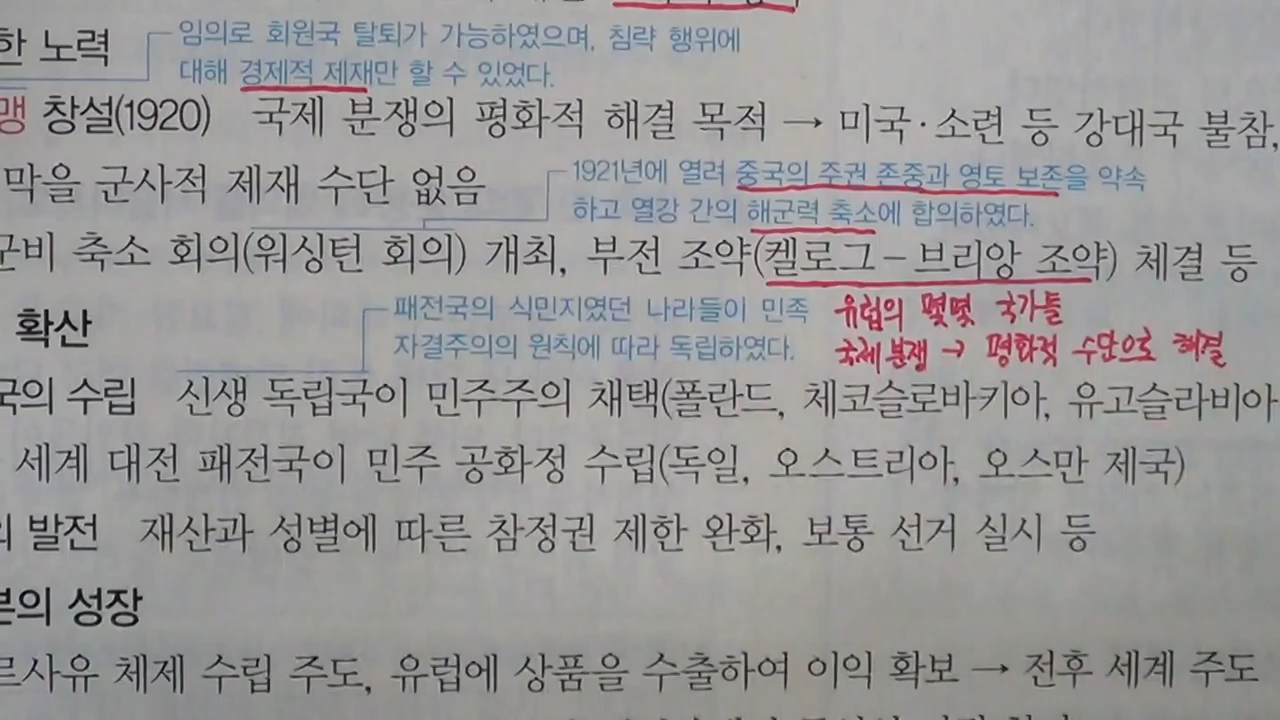 한 노력
임의로 회원국 탈퇴가 가능하였으며, 침략 행위에
대해 경제적 제재만 할 수 있었다.
맹 창설(1920) 국제 분쟁의 평화적 해결 목적 → 미국·소련 등 강대국 불참,
막을 군사적 제재 수단 없음
1921년에 열려 중국의 주권 존중과 영토 보존을 약속
하고 열강 간의 해군력 축소에 합의하였다.
군비 축소 회의(워싱턴 회의) 개최, 부전 조약(켈로그-브리앙 조약) 체결 등
확산
패전국의 식민지였던 나라들이 민족
자결주의의 원칙에 따라 독립하였다.
유럽의 몇몇 국가들
국제분쟁 → 평화적 수단으로 해결
국의 수립 신생 독립국이 민주주의 채택(폴란드, 체코슬로바키아, 유고슬라비아
세계 대전 패전국이 민주 공화정 수립(독일, 오스트리아, 오스만 제국)
의 발전 재산과 성별에 따른 참정권 제한 완화, 보통 선거 실시 등
본의 성장
르사유 체제 수립 주도, 유럽에 상품을 수출하여 이익 확보 → 전후 세계 주도